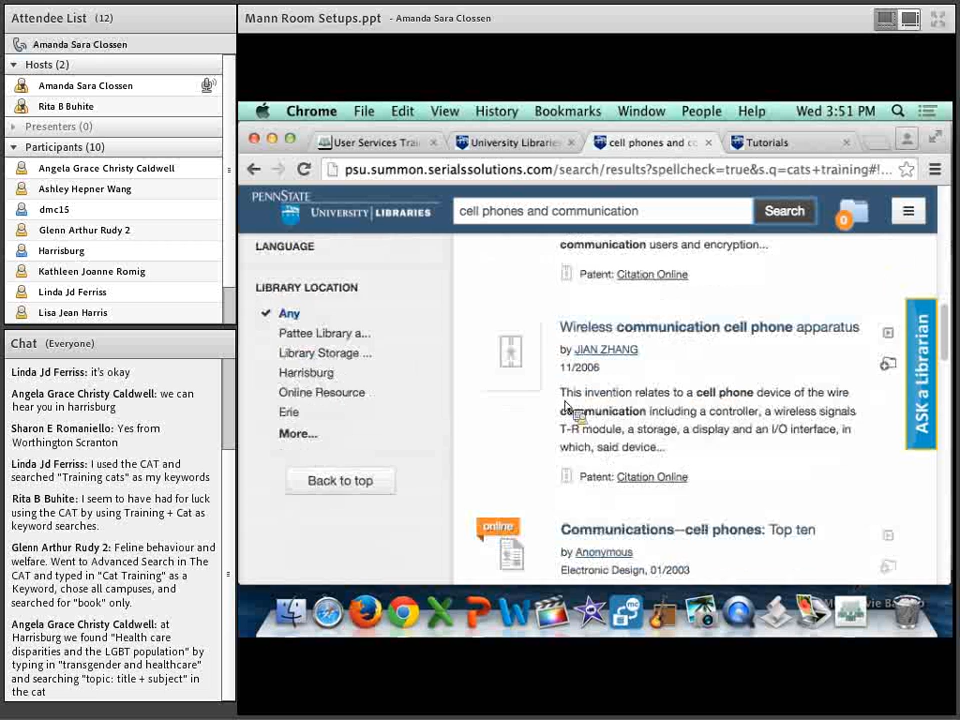 Attendee List (12)
Amanda Sara Clossen
Hosts (2)
Amanda Sara Clossen
Rita B Buhite
Presenters (0)
Participants (10)
Angela Grace Christy Caldwell
Ashley Hepner Wang
dmc15
Glenn Arthur Rudy 2
Harrisburg
Kathleen Joanne Romig
Linda Jd Ferriss
Lisa Jean Harris
Chat (Everyone)
Linda Jd Ferriss: it's okay
Angela Grace Christy Caldwell: we can
hear you in harrisburg
Sharon E Romaniello: Yes from
Worthington Scranton
Linda Jd Ferriss: I used the CAT and
searched "Training cats" as my keywords
Rita B Buhite: I seem to have had for luck
using the CAT by using Training + Cat as
keyword searches.
Glenn Arthur Rudy 2: Feline behaviour and
welfare. Went to Advanced Search in The
CAT and typed in "Cat Training" as a
Keyword, chose all campuses, and
searched for "book" only.
Angela Grace Christy Caldwell: at
Harrisburg we found "Health care
disparities and the LGBT population" by
typing in "transgender and healthcare"
and searching "topic: title + subject" in
the cat
Mann Room Setups.ppt - Amanda Sara Clossen
Chrome File Edit View History Bookmarks Window People Help Wed 3:51 PM
User Services Trai
University Librarie
cell phones and co
Tutorials
psu.summon.serialssolutions.com/search/results?spellcheck=true&s.q=cats+training#!...
PENNSTATE
UNIVERSITY LIBRARIES
cell phones and communication
Search
0
LANGUAGE
LIBRARY LOCATION
Any
Pattee Library a...
Library Storage ...
Harrisburg
Online Resource
Erie
More...
Back to top
communication users and encryption...
Patent: Citation Online
Wireless communication cell phone apparatus
by JIAN ZHANG
11/2006
This invention relates to a cell phone device of the wire
communication including a controller, a wireless signals
T-R module, a storage, a display and an I/O interface, in
which, said device...
Patent: Citation Online
online
Communications—cell phones: Top ten
by Anonymous
Electronic Design, 01/2003
ASK a Librarian